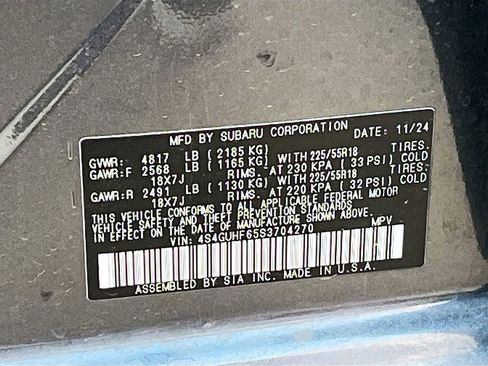 MFD BY SUBARU CORPORATION DATE: 11/24
GVWR: 4817 LB ( 2185 KG)
GAWR:F 2568 LB ( 1165 KG) WITH 225/55R18 TIRES.
18X7J RIMS. AT 230 KPA ( 33 PSI) COLD
GAWR:R 2491 LB ( 1130 KG) WITH 225/55R18 TIRES.
18X7J RIMS. AT 220 KPA ( 32 PSI) COLD
THIS VEHICLE CONFORMS TO ALL APPLICABLE FEDERAL MOTOR
VEHICLE SAFETY AND THEFT PREVENTION STANDARDS
IN EFFECT ON THE DATE OF MANUFACTURE SHOWN ABOVE.
VIN: 4S4GUHF65S3704270 MPV
ASSEMBLED BY SIA INC. MADE IN U.S.A.